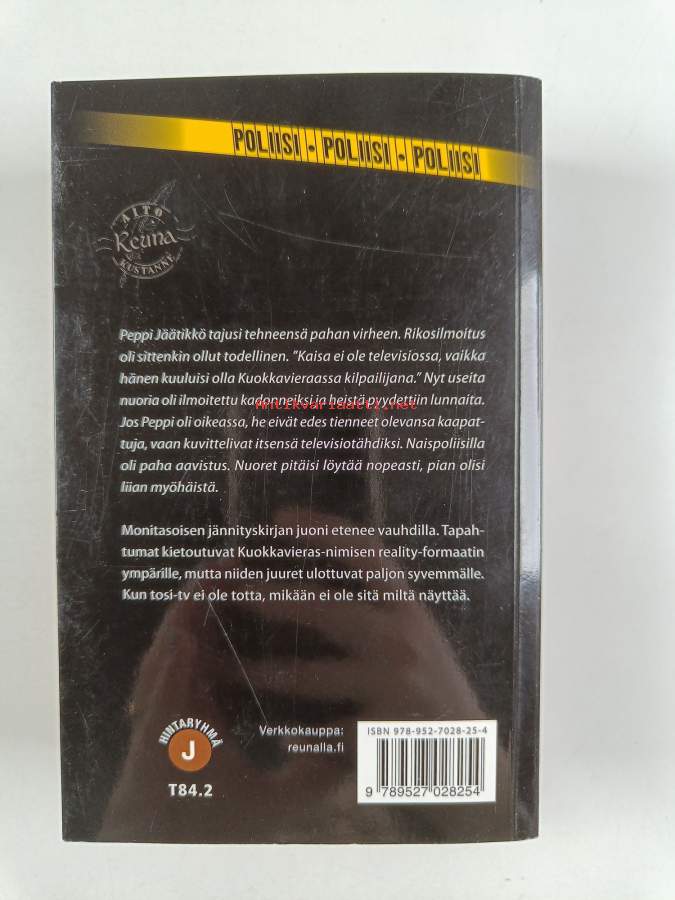 POLIISI - POLIISI - POLIISI
AITO
Reuna
KUSTANNE
Peppi Jäätikkö tajusi tehneensä pahan virheen. Rikosilmoitus
oli sittenkin ollut todellinen. "Kaisa ei ole televisiossa, vaikka
hänen kuuluisi olla Kuokkavieraassa kilpailijana." Nyt useita
nuoria oli ilmoitettu kadonneiksi ja heistä pyydettiin lunnaita.
Antikvariaatti.net
Jos Peppi oli oikeassa, he eivät edes tienneet olevansa kaapat-
tuja, vaan kuvittelivat itsensä televisiotähdiksi. Naispoliisilla
oli paha aavistus. Nuoret pitäisi löytää nopeasti, pian olisi
liian myöhäistä.
Monitasoisen jännityskirjan juoni etenee vauhdilla. Tapah-
tumat kietoutuvat Kuokkavieras-nimisen reality-formaatin
ympärille, mutta niiden juuret ulottuvat paljon syvemmälle.
Kun tosi-tv ei ole totta, mikään ei ole sitä miltä näyttää.
HINTARYHMÄ
J
T84.2
Verkkokauppa:
reunalla.fi
ISBN 978-952-7028-25-4
9 789527 028254